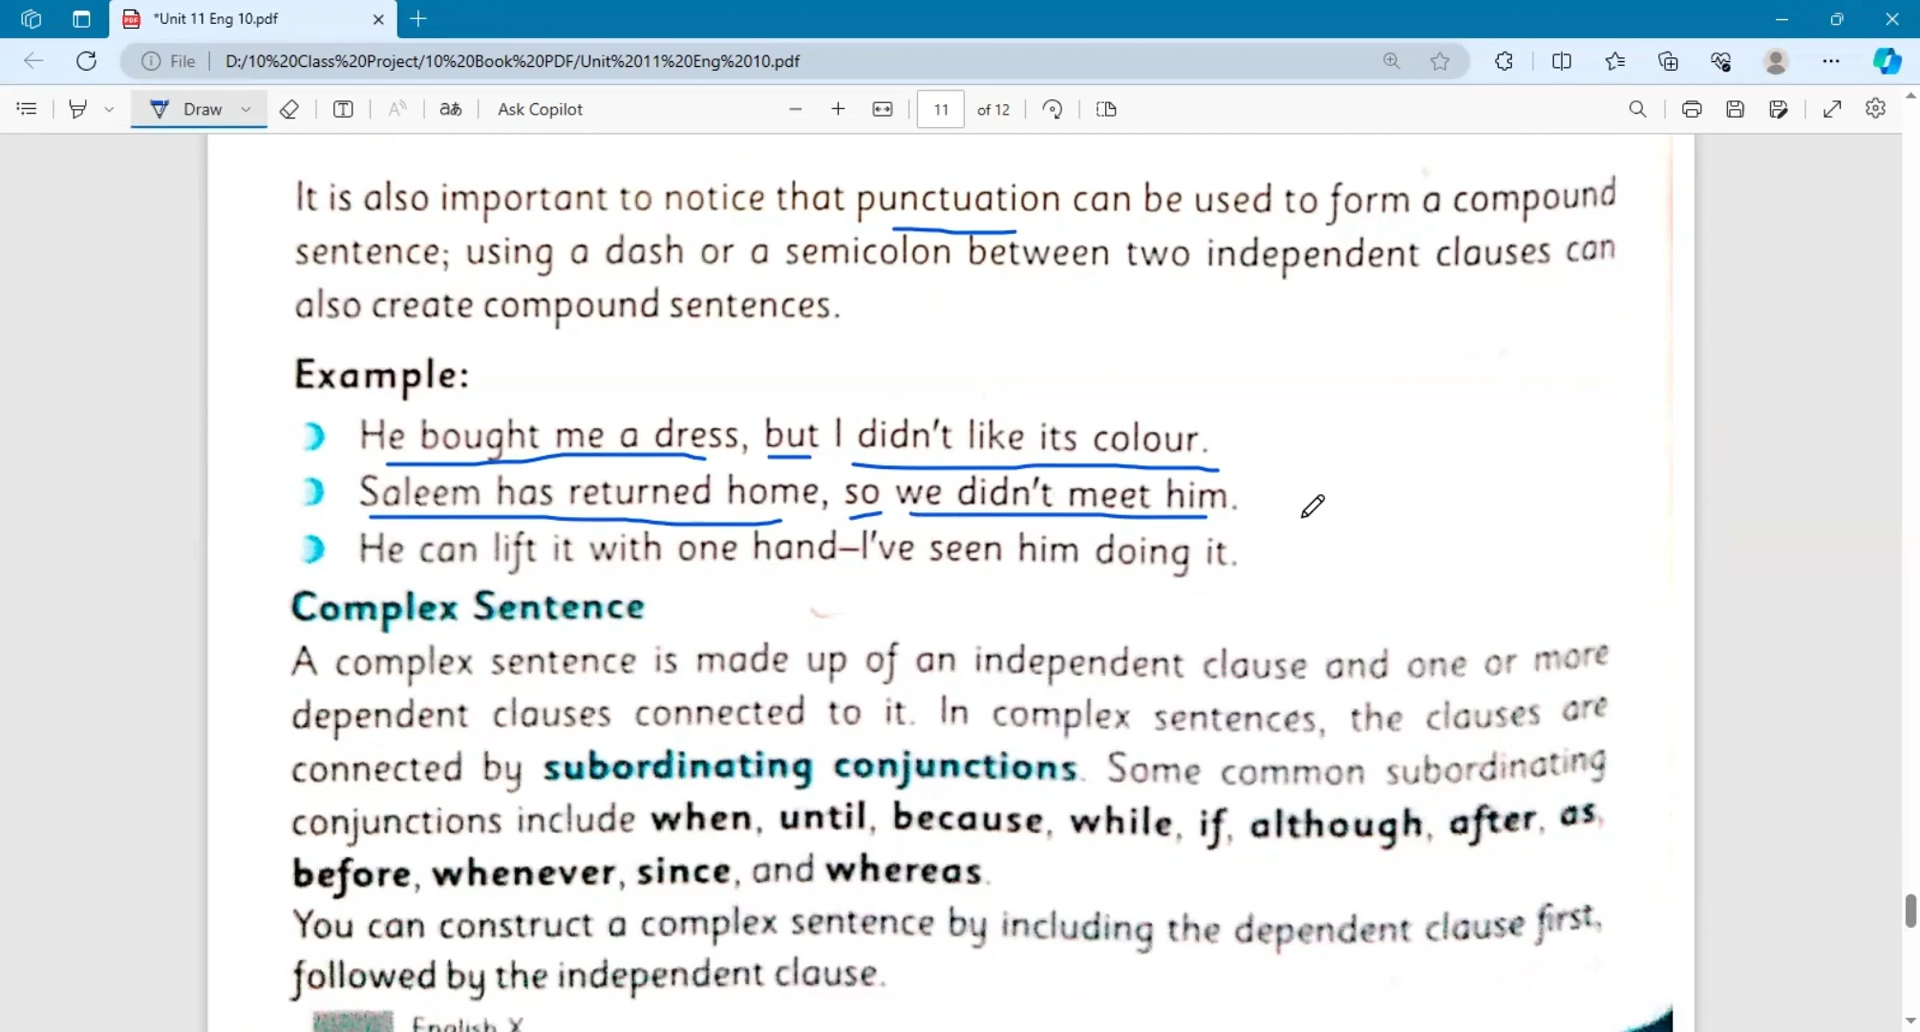 *Unit 11 Eng 10.pdf
File D:/10%20Class%20Project/10%20Book%20PDF/Unit%2011%20Eng%2010.pdf
Draw aあ Ask Copilot 11 of 12
It is also important to notice that punctuation can be used to form a compound
sentence; using a dash or a semicolon between two independent clauses can
also create compound sentences.
Example:
He bought me a dress, but I didn't like its colour.
Saleem has returned home, so we didn't meet him.
He can lift it with one hand–I've seen him doing it.
Complex Sentence
A complex sentence is made up of an independent clause and one or more
dependent clauses connected to it. In complex sentences, the clauses are
connected by subordinating conjunctions. Some common subordinating
conjunctions include when, until, because, while, if, although, after, as,
before, whenever, since, and whereas.
You can construct a complex sentence by including the dependent clause first,
followed by the independent clause.
English X